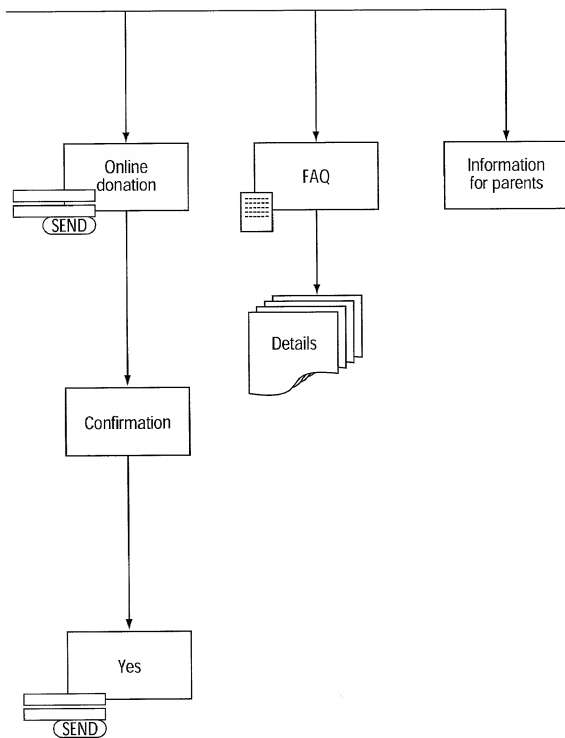 Online
donation
SEND
FAQ
Information
for parents
Details
Confirmation
Yes
SEND